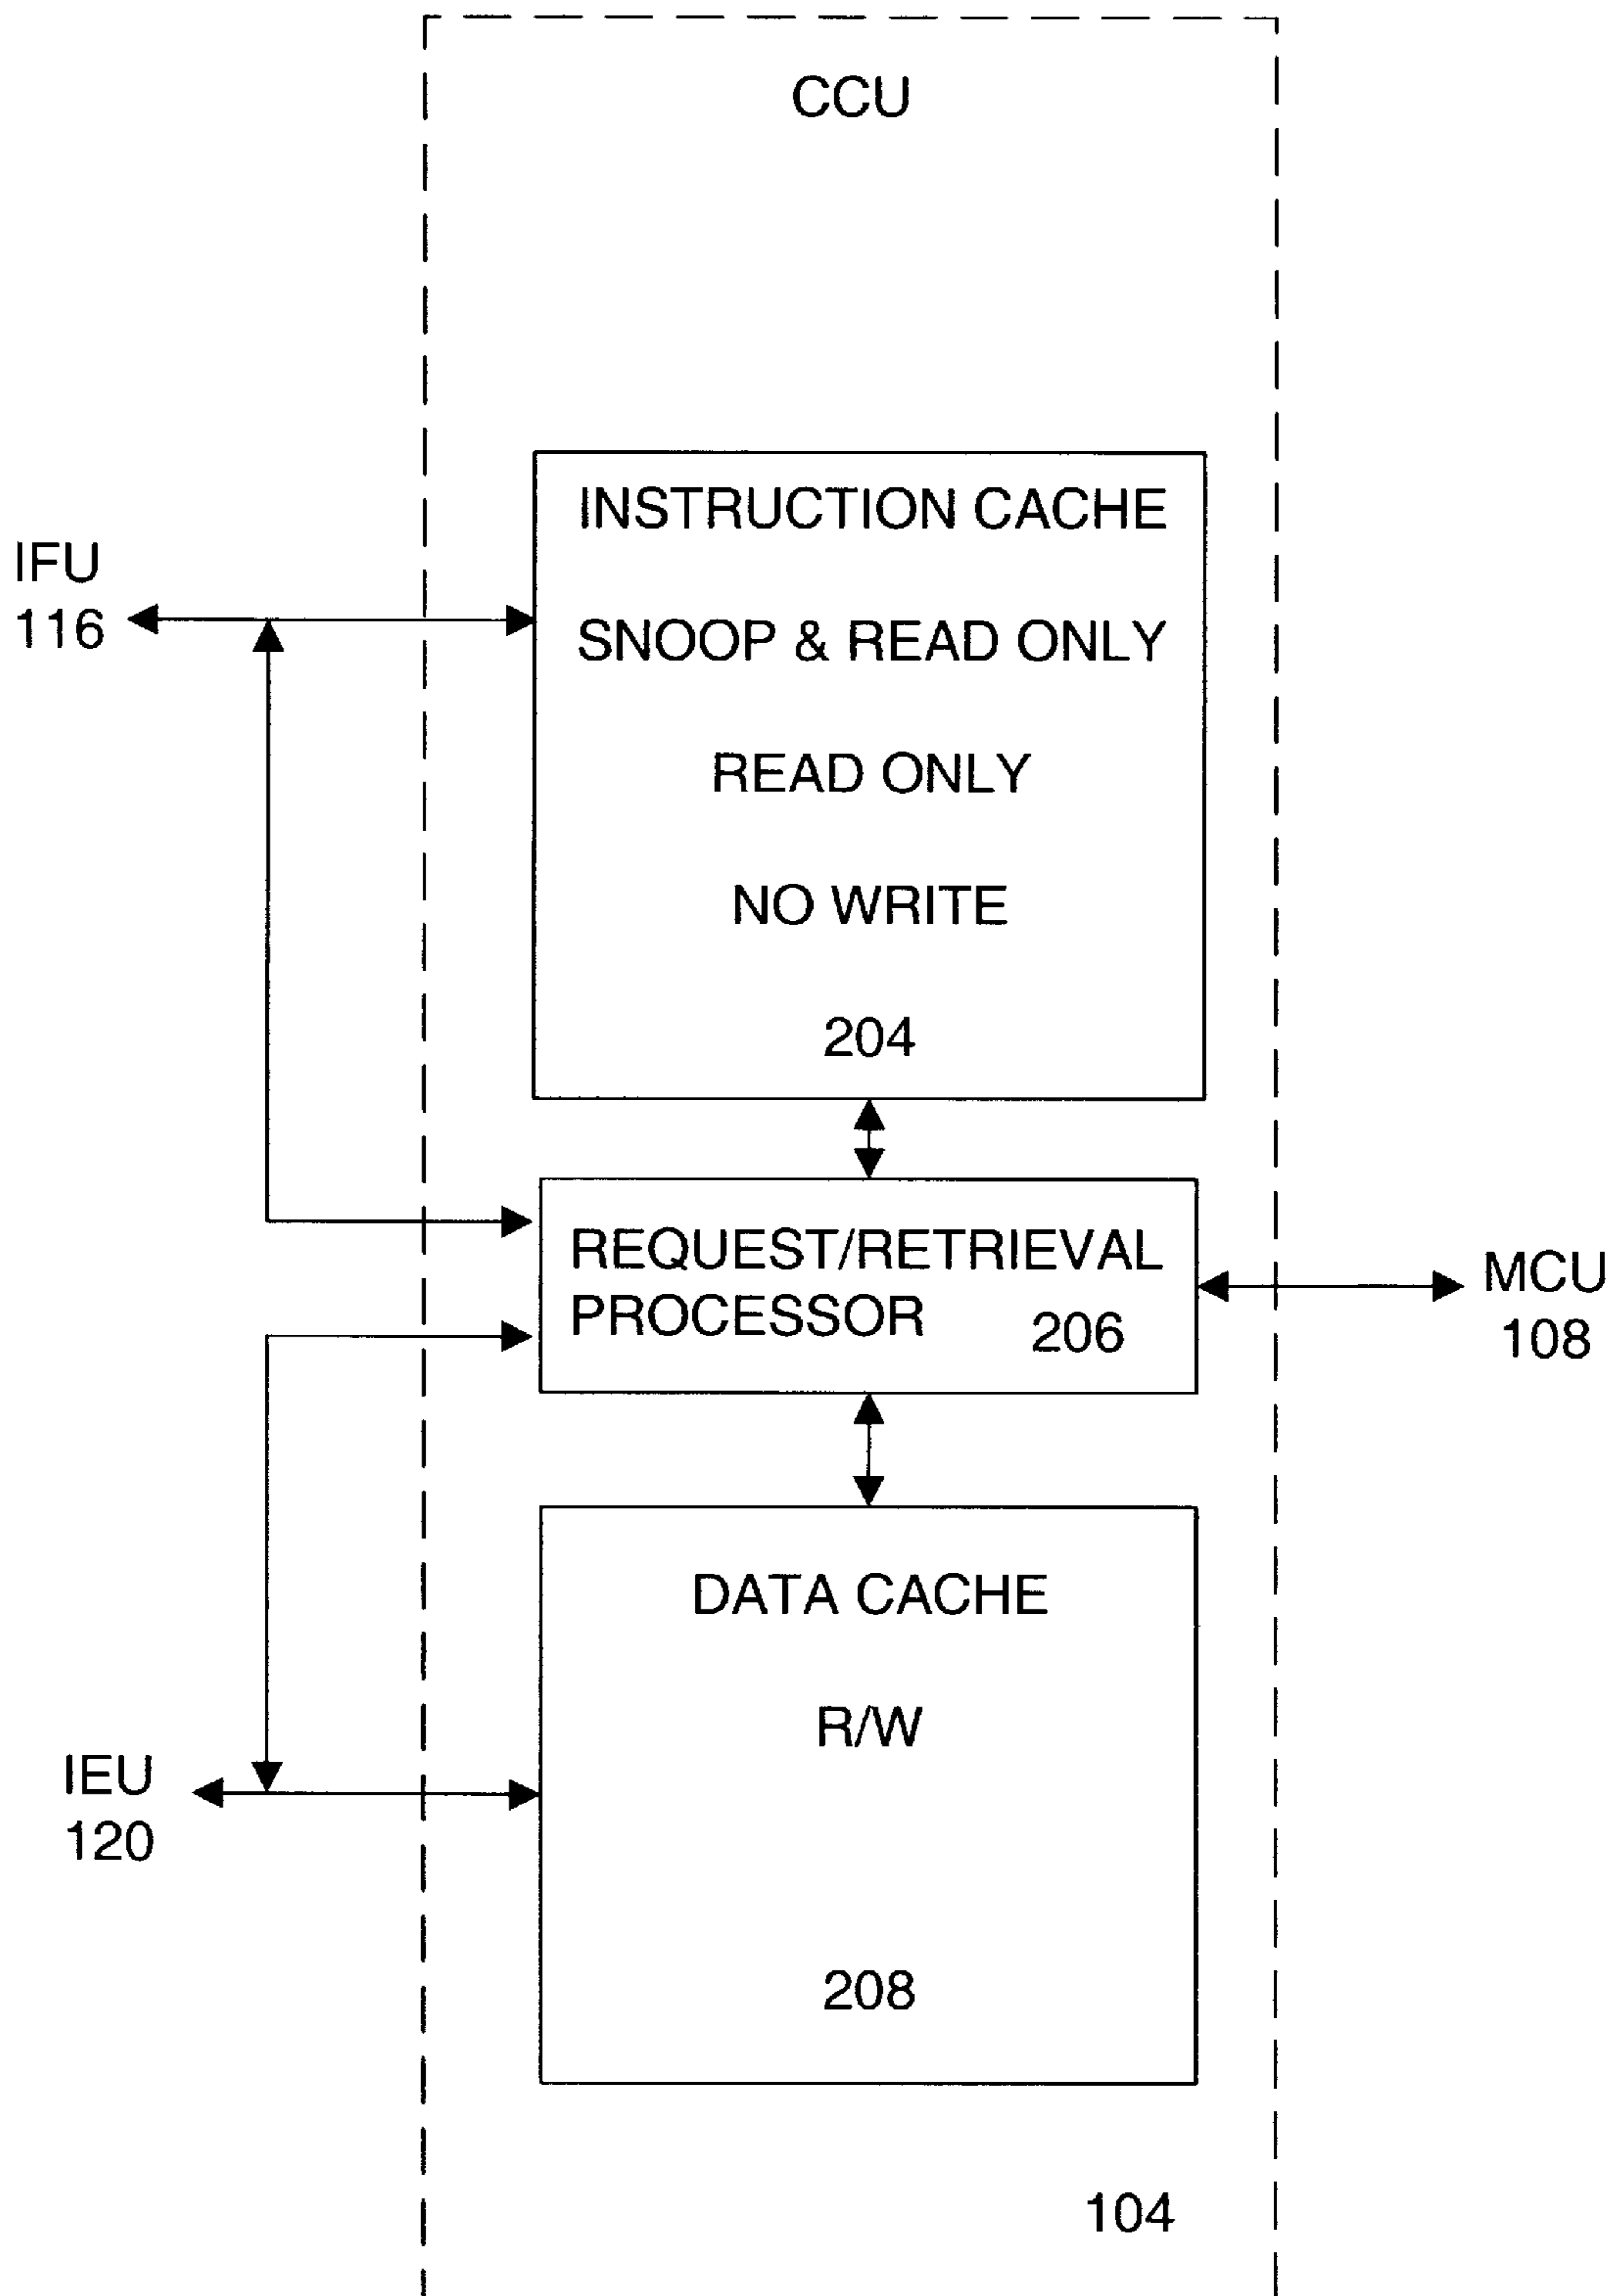 CCU
INSTRUCTION CACHE
SNOOP & READ ONLY
READ ONLY
NO WRITE
204
IFU
116
REQUEST/RETRIEVAL
PROCESSOR 206
MCU
108
DATA CACHE
R/W
208
IEU
120
104